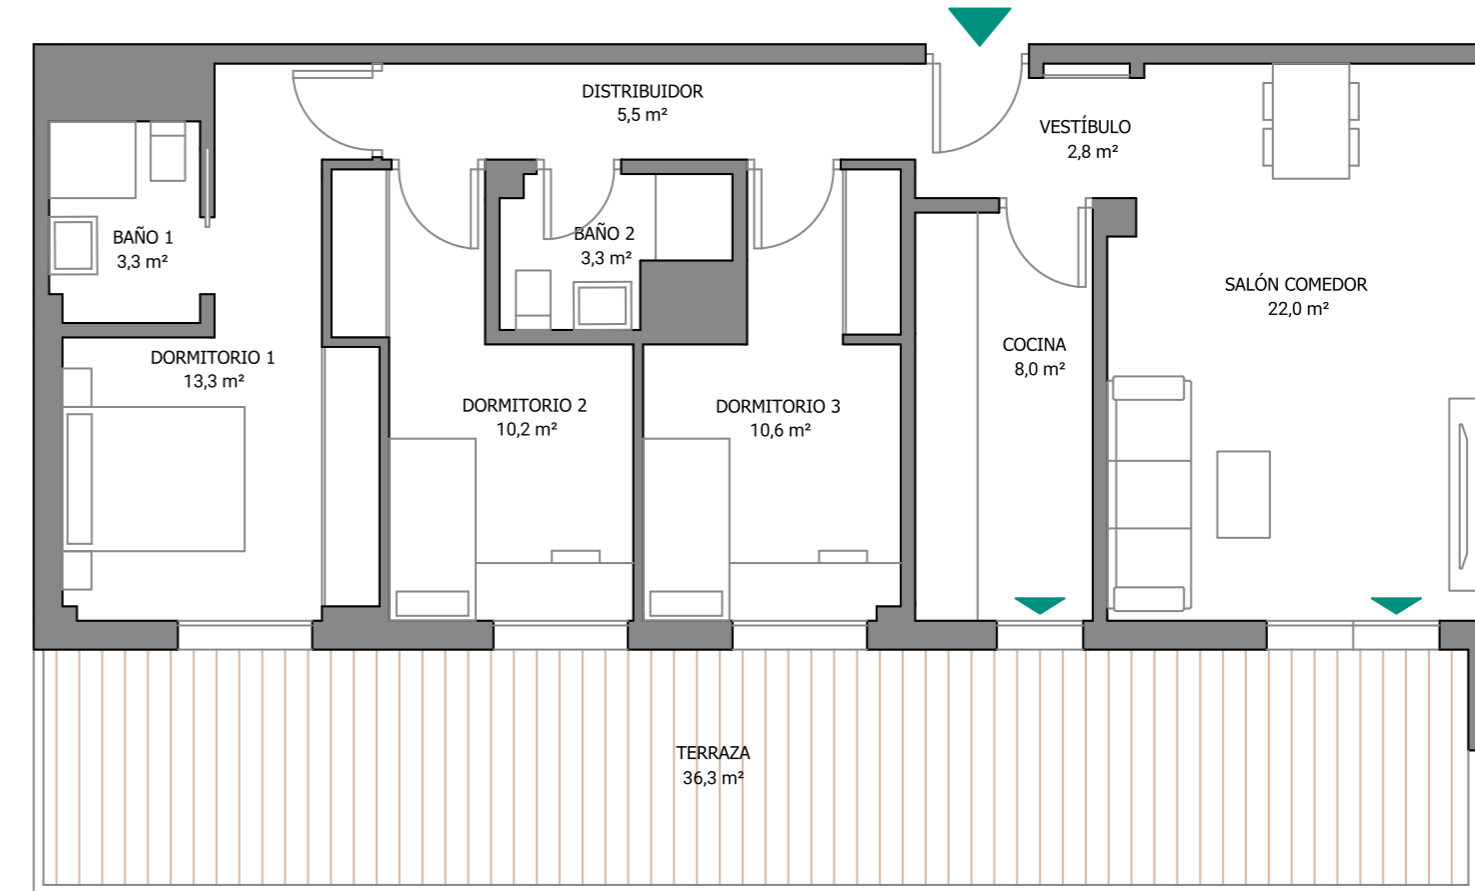 DISTRIBUIDOR
5,5 m²
VESTÍBULO
2,8 m²
BAÑO 1
3,3 m²
BAÑO 2
3,3 m²
SALÓN COMEDOR
22,0 m²
COCINA
8,0 m²
DORMITORIO 1
13,3 m²
DORMITORIO 2
10,2 m²
DORMITORIO 3
10,6 m²
TERRAZA
36,3 m²